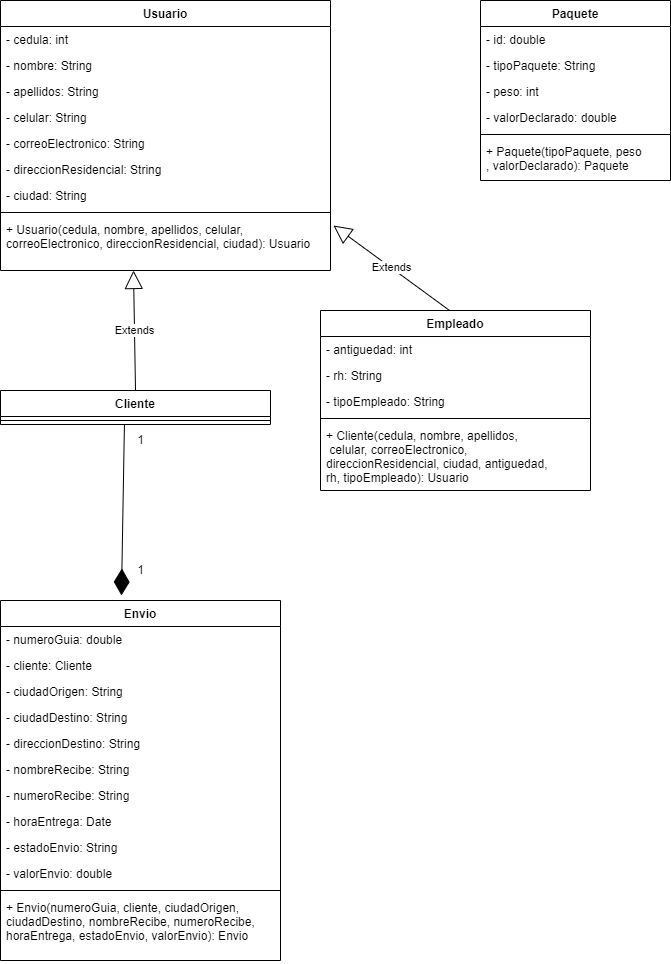 Usuario
- cedula: int
- nombre: String
- apellidos: String
- celular: String
- correoElectronico: String
- direccionResidencial: String
- ciudad: String
+ Usuario(cedula, nombre, apellidos, celular,
correoElectronico, direccionResidencial, ciudad): Usuario
Paquete
- id: double
- tipoPaquete: String
- peso: int
- valorDeclarado: double
+ Paquete(tipoPaquete, peso
, valorDeclarado): Paquete
Extends
Extends
Empleado
- antiguedad: int
- rh: String
- tipoEmpleado: String
+ Cliente(cedula, nombre, apellidos,
celular, correoElectronico,
direccionResidencial, ciudad, antiguedad,
rh, tipoEmpleado): Usuario
Cliente
1
1
Envio
- numeroGuia: double
- cliente: Cliente
- ciudadOrigen: String
- ciudadDestino: String
- direccionDestino: String
- nombreRecibe: String
- numeroRecibe: String
- horaEntrega: Date
- estadoEnvio: String
- valorEnvio: double
+ Envio(numeroGuia, cliente, ciudadOrigen,
ciudadDestino, nombreRecibe, numeroRecibe,
horaEntrega, estadoEnvio, valorEnvio): Envio